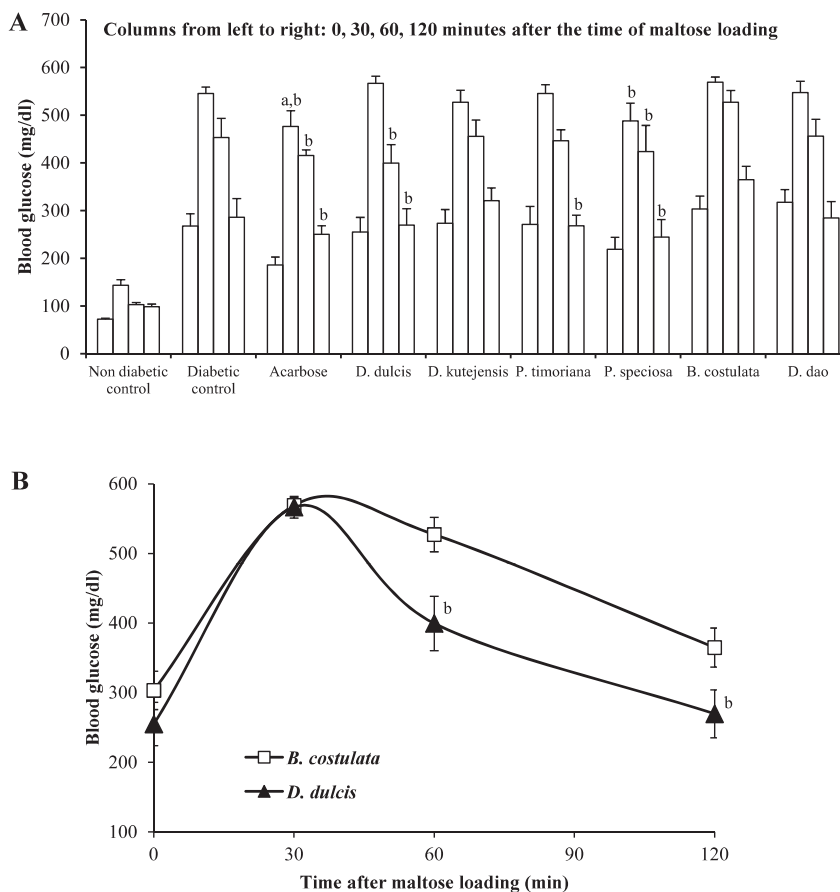 A
Columns from left to right: 0, 30, 60, 120 minutes after the time of maltose loading
Blood glucose (mg/dl)
700
600
500
400
300
200
100
0
a,b
b
b
b
b
b
b
b
b
Non diabetic control
Diabetic control
Acarbose
D. dulcis
D. kutejensis
P. timoriana
P. speciosa
B. costulata
D. dao
B
Blood glucose (mg/dl)
600
500
400
300
200
100
b
b
B. costulata
D. dulcis
0
30
60
90
120
Time after maltose loading (min)